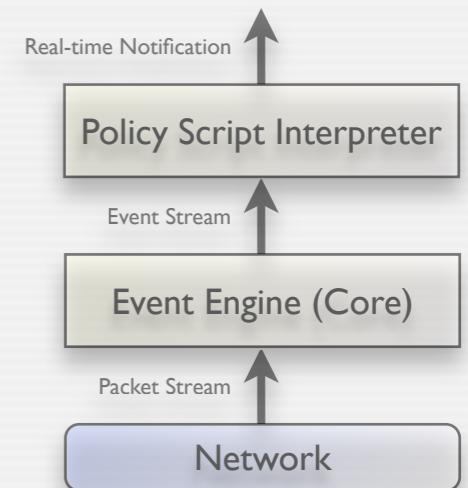 Real-time Notification
Policy Script Interpreter
Event Stream
Event Engine (Core)
Packet Stream
Network